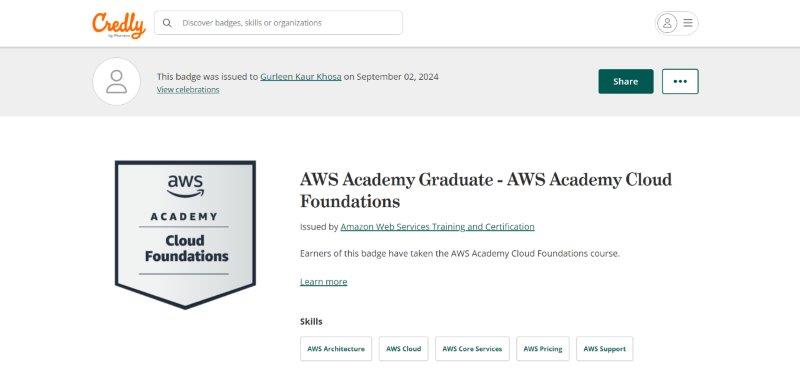 Credly
by Pearson
Discover badges, skills or organizations
This badge was issued to Gurleen Kaur Khosa on September 02, 2024
View celebrations
Share
•••
aws
ACADEMY
Cloud
Foundations
AWS Academy Graduate - AWS Academy Cloud
Foundations
Issued by Amazon Web Services Training and Certification
Earners of this badge have taken the AWS Academy Cloud Foundations course.
Learn more
Skills
AWS Architecture
AWS Cloud
AWS Core Services
AWS Pricing
AWS Support